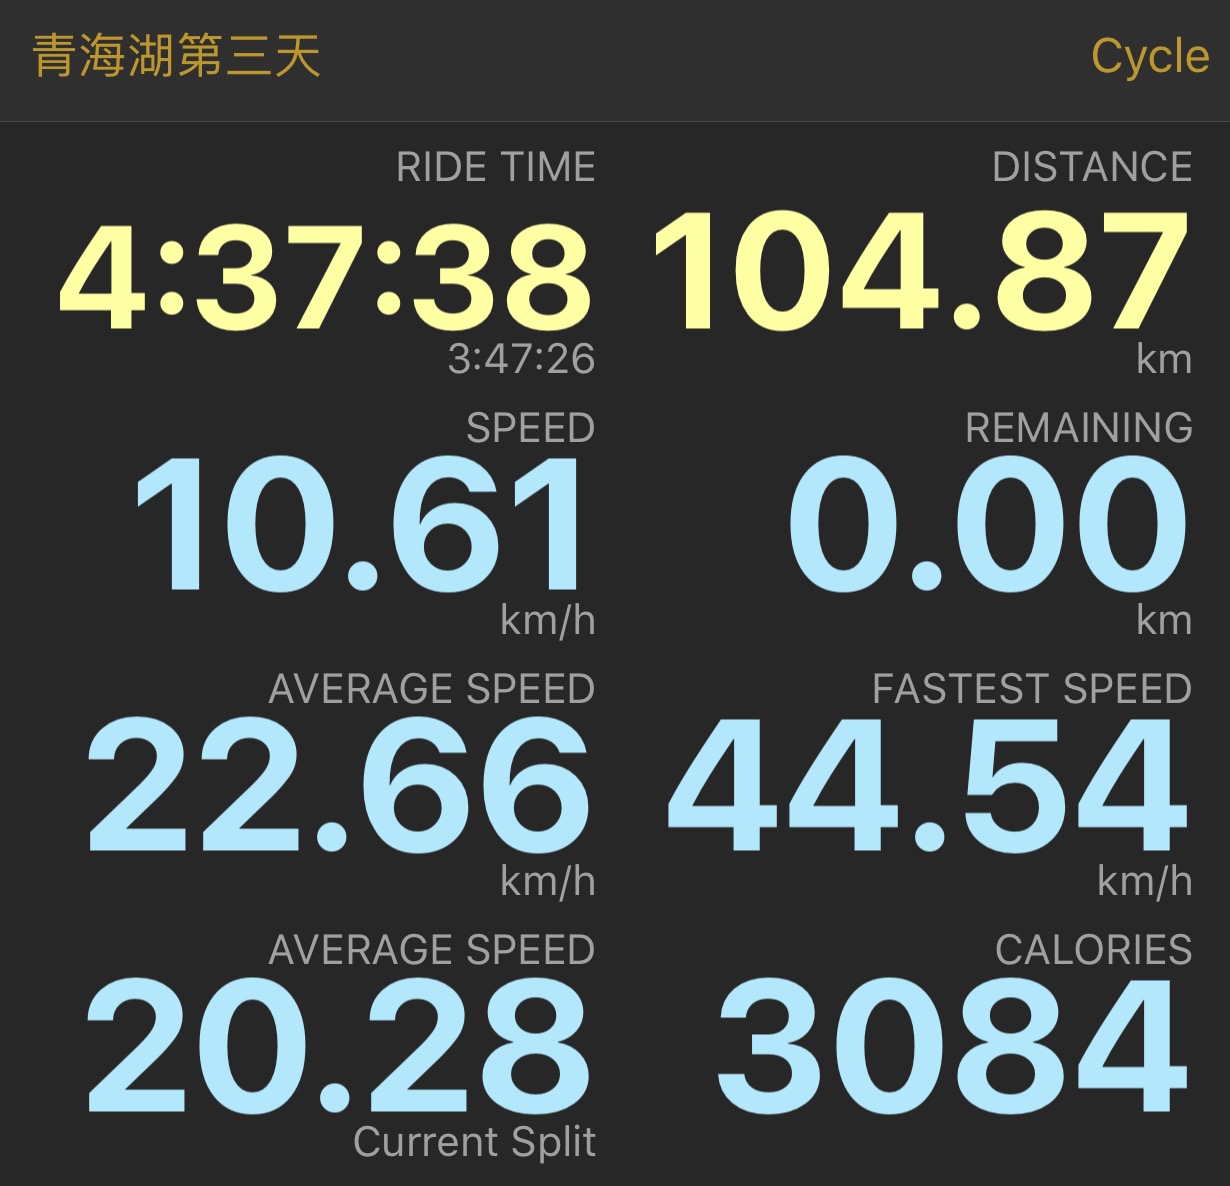 青海湖第三天
Cycle
RIDE TIME
DISTANCE
4:37:38
104.87
3:47:26
km
SPEED
REMAINING
10.61
0.00
km/h
km
AVERAGE SPEED
FASTEST SPEED
22.66
44.54
km/h
km/h
AVERAGE SPEED
CALORIES
20.28
3084
Current Split